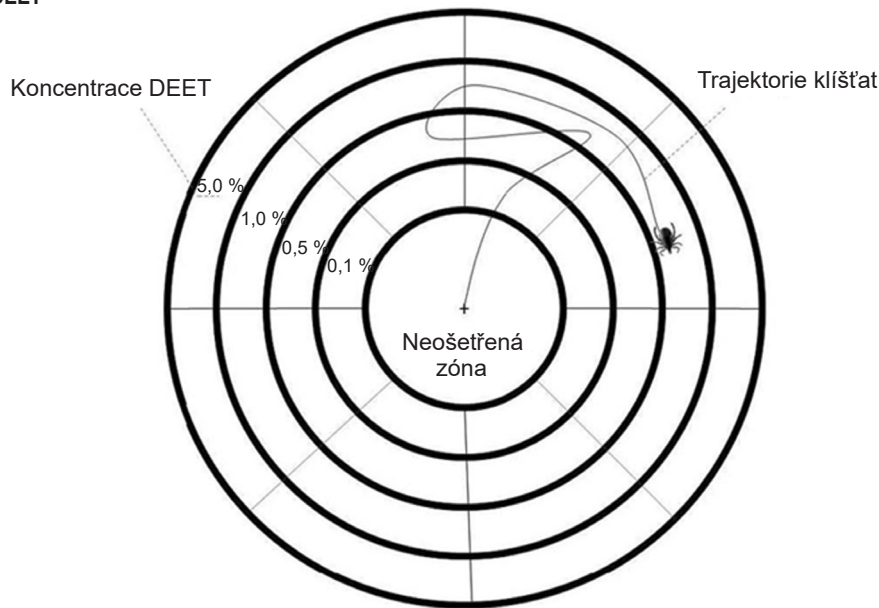 Koncentrace DEET
Trajektorie klíšťat
5,0 %
1,0 %
0,5 %
0,1 %
Neošetřená
zóna